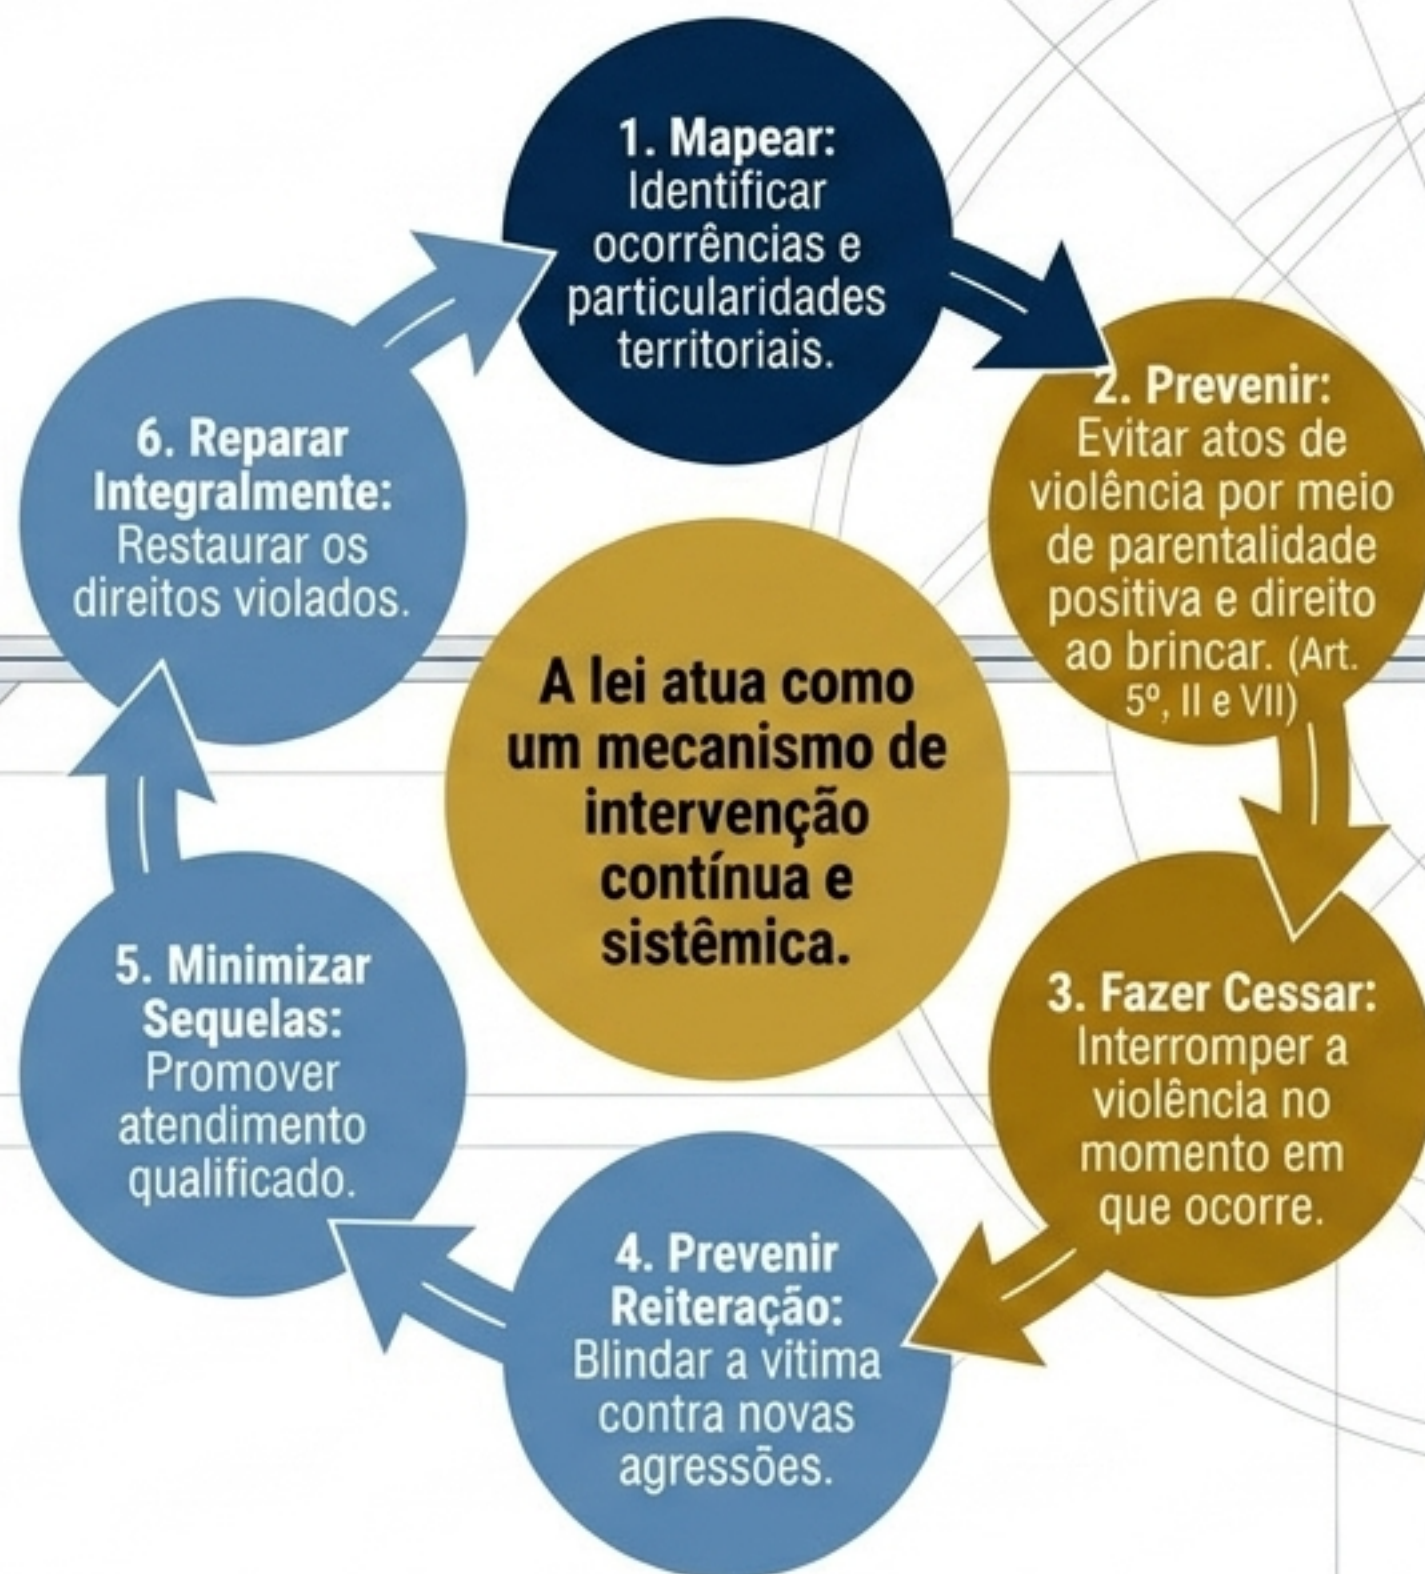 1. Mapear:
Identificar
ocorrências e
particularidades
territoriais.
2. Prevenir:
Evitar atos de
violência por meio
de parentalidade
positiva e direito
ao brincar. (Art.
5º, II e VII)
3. Fazer Cessar:
Interromper a
violência no
momento em
que ocorre.
4. Prevenir
Reiteração:
Blindar a vítima
contra novas
agressões.
5. Minimizar
Sequelas:
Promover
atendimento
qualificado.
6. Reparar
Integralmente:
Restaurar os
direitos violados.
A lei atua como
um mecanismo de
intervenção
contínua e
sistêmica.